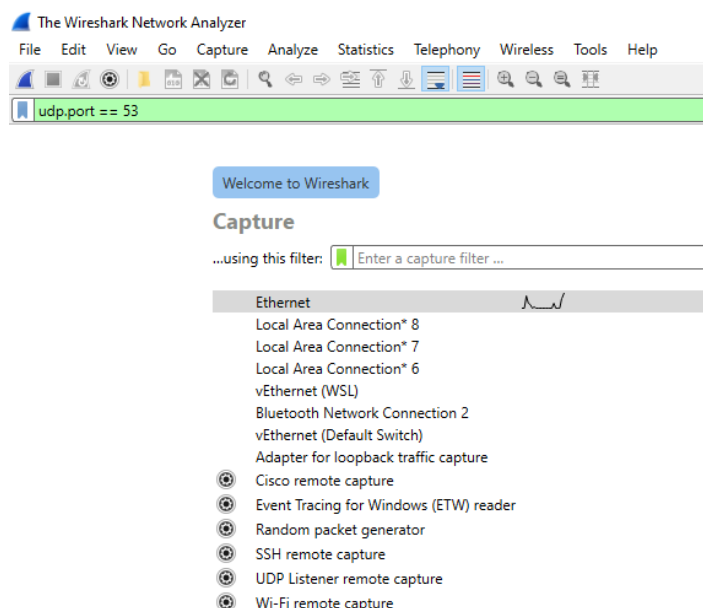 The Wireshark Network Analyzer
File Edit View Go Capture Analyze Statistics Telephony Wireless Tools Help
udp.port == 53
Welcome to Wireshark
Capture
...using this filter: Enter a capture filter ...
Ethernet
Local Area Connection* 8
Local Area Connection* 7
Local Area Connection* 6
vEthernet (WSL)
Bluetooth Network Connection 2
vEthernet (Default Switch)
Adapter for loopback traffic capture
Cisco remote capture
Event Tracing for Windows (ETW) reader
Random packet generator
SSH remote capture
UDP Listener remote capture
Wi-Fi remote capture